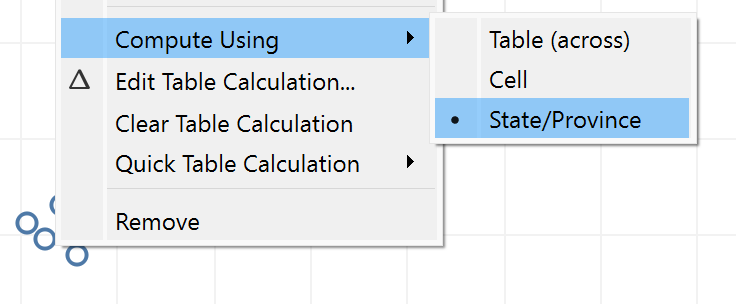 Compute Using
Edit Table Calculation...
Clear Table Calculation
Quick Table Calculation
Remove
Table (across)
Cell
State/Province